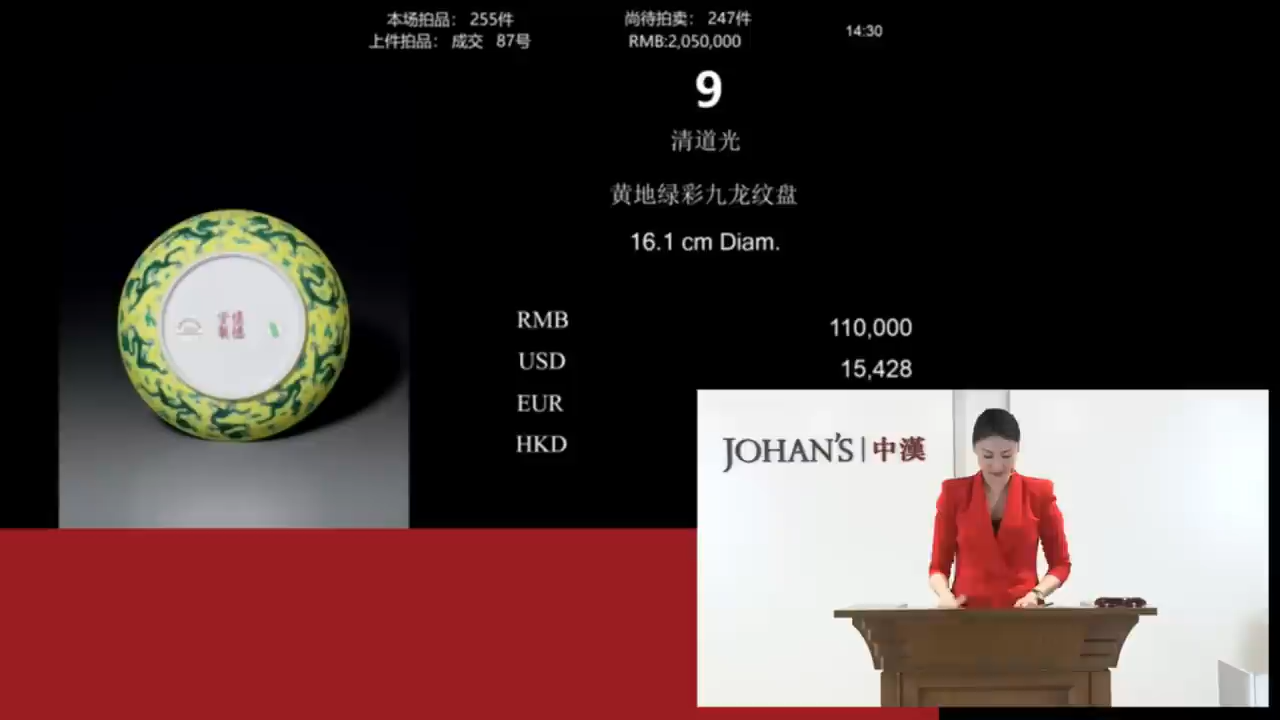 本场拍品: 255件
尚待拍卖: 247件
上件拍品: 成交 87号
RMB:2,050,000
14:30
9
清道光
黄地绿彩九龙纹盘
16.1 cm Diam.
RMB 110,000
USD 15,428
EUR
HKD
JOHAN'S | 中漢